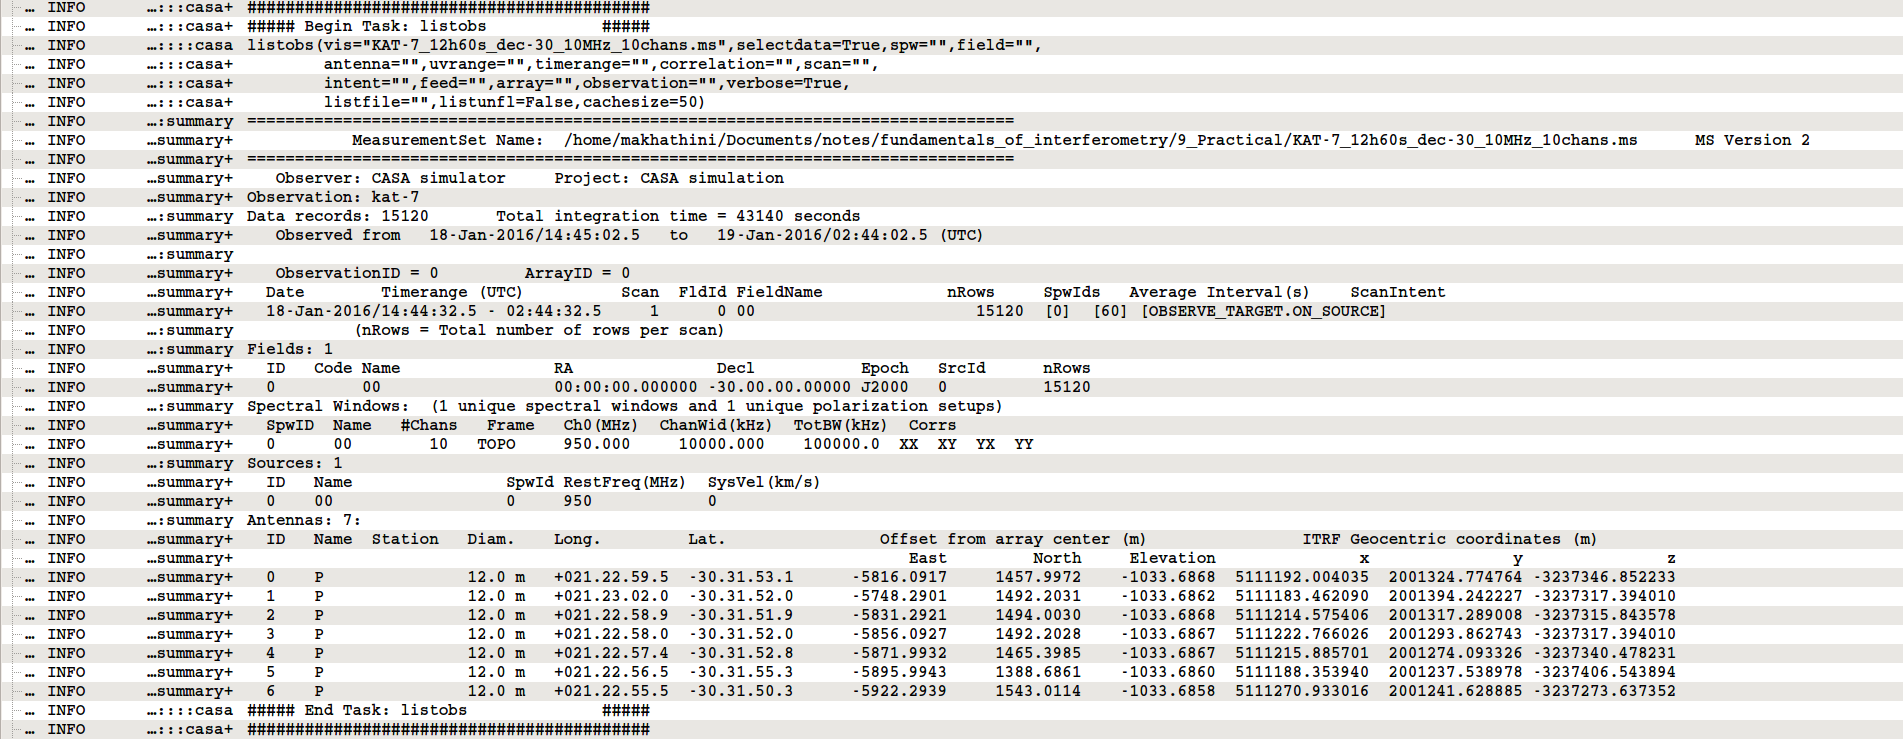 … INFO …:::casa+ ##########################################
… INFO …:::casa+ ##### Begin Task: listobs #####
… INFO …::::casa listobs(vis="KAT-7_12h60s_dec-30_10MHz_10chans.ms",selectdata=True,spw="",field="",
… INFO …:::casa+ antenna="",uvrange="",timerange="",correlation="",scan="",
… INFO …:::casa+ intent="",feed="",array="",observation="",verbose=True,
… INFO …:::casa+ listfile="",listunfl=False,cachesize=50)
… INFO …:summary ================================================================================
… INFO …summary+ MeasurementSet Name: /home/makhathini/Documents/notes/fundamentals_of_interferometry/9_Practical/KAT-7_12h60s_dec-30_10MHz_10chans.ms MS Version 2
… INFO …summary+ ================================================================================
… INFO …summary+ Observer: CASA simulator Project: CASA simulation
… INFO …summary+ Observation: kat-7
… INFO …:summary Data records: 15120 Total integration time = 43140 seconds
… INFO …summary+ Observed from 18-Jan-2016/14:45:02.5 to 19-Jan-2016/02:44:02.5 (UTC)
… INFO …:summary
… INFO …summary+ ObservationID = 0 ArrayID = 0
… INFO …summary+ Date Timerange (UTC) Scan FldId FieldName nRows SpwIds Average Interval(s) ScanIntent
… INFO …summary+ 18-Jan-2016/14:44:32.5 - 02:44:32.5 1 0 00 15120 [0] [60] [OBSERVE_TARGET.ON_SOURCE]
… INFO …:summary (nRows = Total number of rows per scan)
… INFO …:summary Fields: 1
… INFO …summary+ ID Code Name RA Decl Epoch SrcId nRows
… INFO …summary+ 0 00 00:00:00.000000 -30.00.00.00000 J2000 0 15120
… INFO …:summary Spectral Windows: (1 unique spectral windows and 1 unique polarization setups)
… INFO …summary+ SpwID Name #Chans Frame Ch0(MHz) ChanWid(kHz) TotBW(kHz) Corrs
… INFO …summary+ 0 00 10 TOPO 950.000 10000.000 100000.0 XX XY YX YY
… INFO …:summary Sources: 1
… INFO …summary+ ID Name SpwId RestFreq(MHz) SysVel(km/s)
… INFO …summary+ 0 00 0 950 0
… INFO …:summary Antennas: 7:
… INFO …summary+ ID Name Station Diam. Long. Lat. Offset from array center (m) ITRF Geocentric coordinates (m)
… INFO …summary+ East North Elevation x y z
… INFO …summary+ 0 P 12.0 m +021.22.59.5 -30.31.53.1 -5816.0917 1457.9972 -1033.6868 5111192.004035 2001324.774764 -3237346.852233
… INFO …summary+ 1 P 12.0 m +021.23.02.0 -30.31.52.0 -5748.2901 1492.2031 -1033.6862 5111183.462090 2001394.242227 -3237317.394010
… INFO …summary+ 2 P 12.0 m +021.22.58.9 -30.31.51.9 -5831.2921 1494.0030 -1033.6868 5111214.575406 2001317.289008 -3237315.843578
… INFO …summary+ 3 P 12.0 m +021.22.58.0 -30.31.52.0 -5856.0927 1492.2028 -1033.6867 5111222.766026 2001293.862743 -3237317.394010
… INFO …summary+ 4 P 12.0 m +021.22.57.4 -30.31.52.8 -5871.9932 1465.3985 -1033.6867 5111215.885701 2001274.093326 -3237340.478231
… INFO …summary+ 5 P 12.0 m +021.22.56.5 -30.31.55.3 -5895.9943 1388.6861 -1033.6860 5111188.353940 2001237.538978 -3237406.543894
… INFO …summary+ 6 P 12.0 m +021.22.55.5 -30.31.50.3 -5922.2939 1543.0114 -1033.6858 5111270.933016 2001241.628885 -3237273.637352
… INFO …::::casa ##### End Task: listobs #####
… INFO …:::casa+ ##########################################